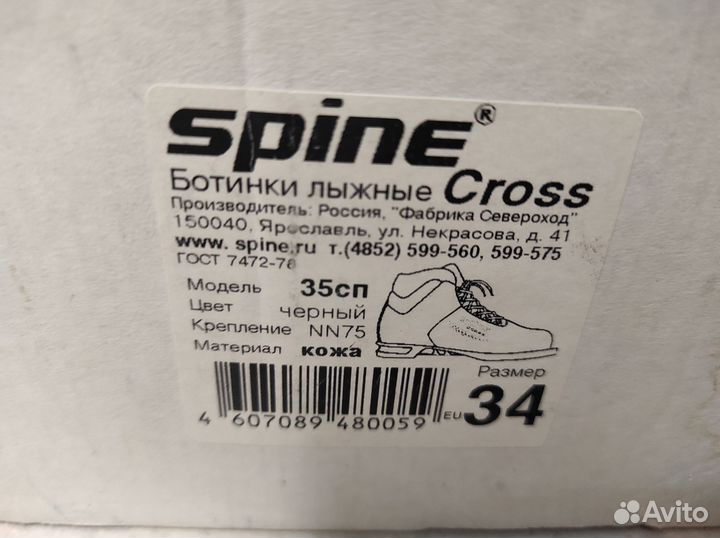 SPINE®
Ботинки лыжные Cross
Производитель: Россия, "Фабрика Североход"
150040, Ярославль, ул. Некрасова, д. 41
www. spine.ru т.(4852) 599-560, 599-575
ГОСТ 7472-78
Модель 35сп
Цвет черный
Крепление NN75
Материал кожа
Размер
EU 34
4 607089 480059
Avito